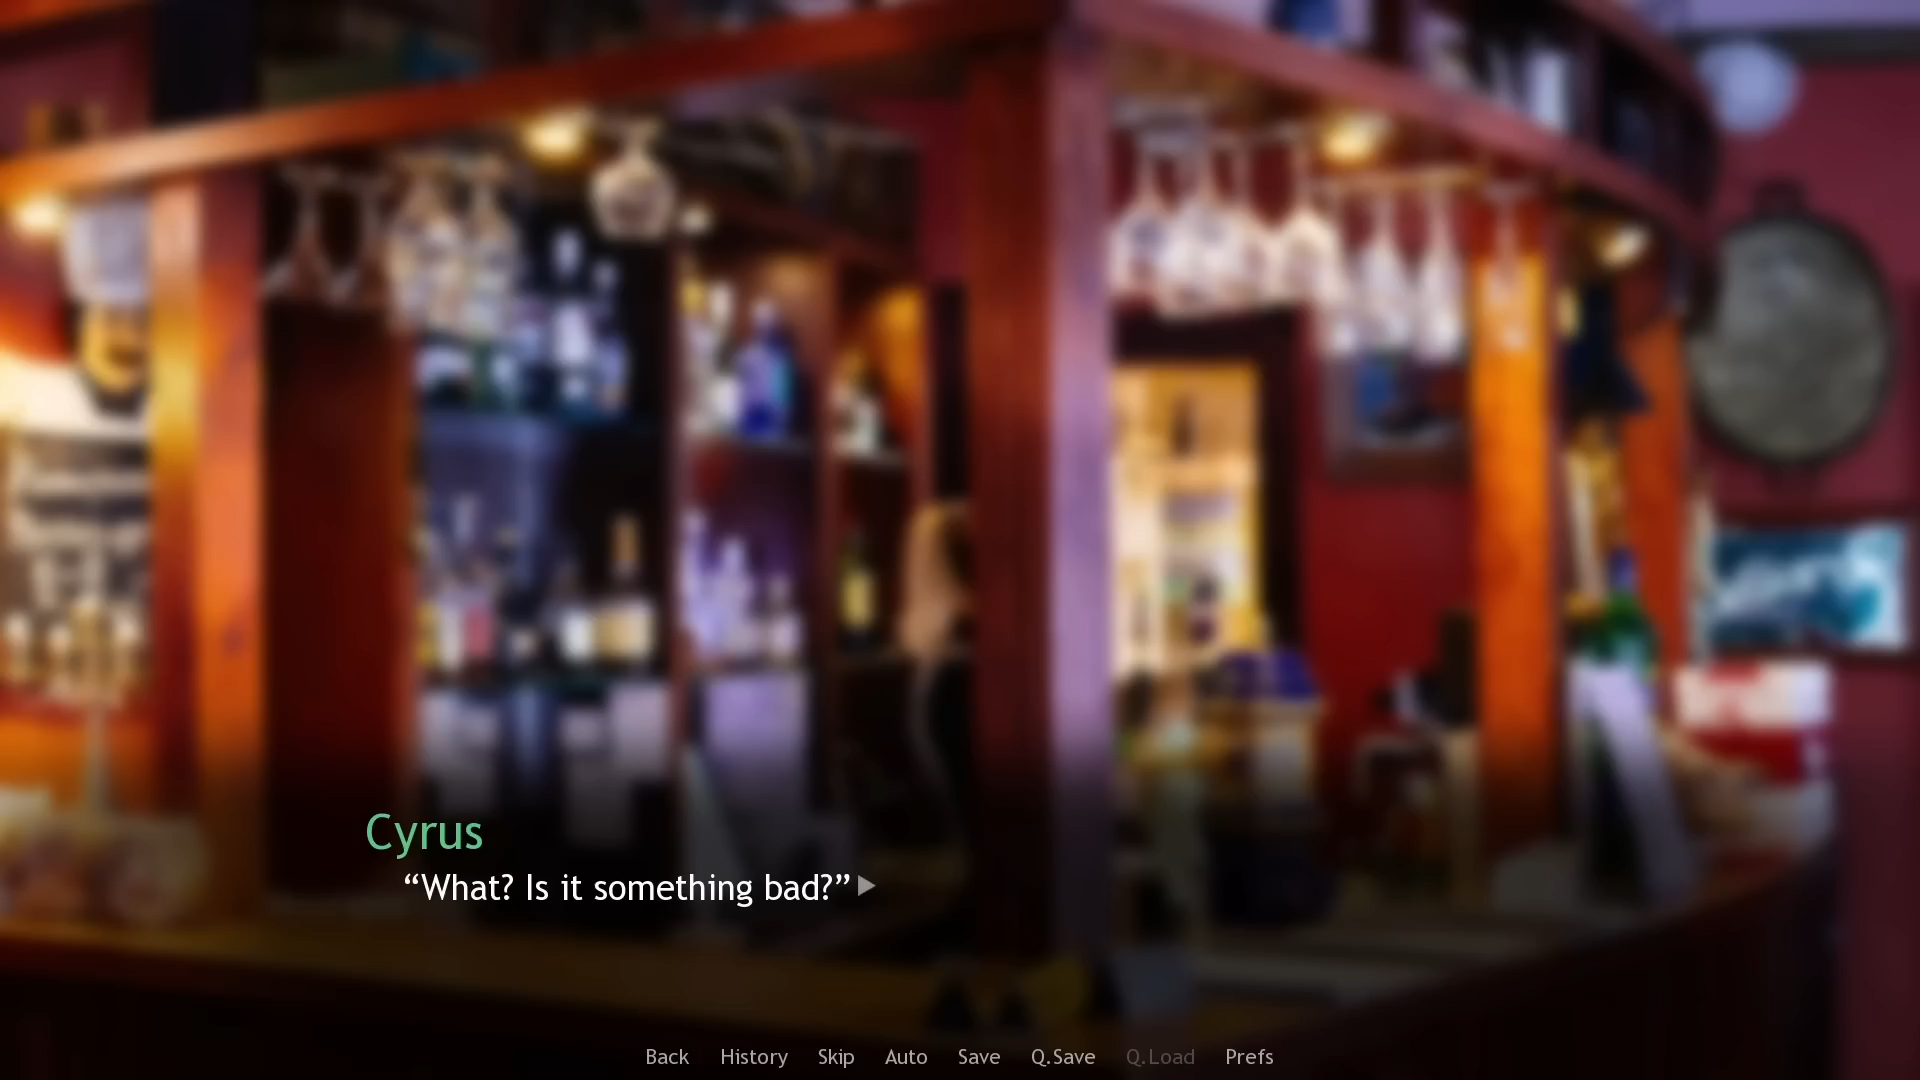 Cyrus
“What? Is it something bad?”
Back History Skip Auto Save Q.Save Q.Load Prefs